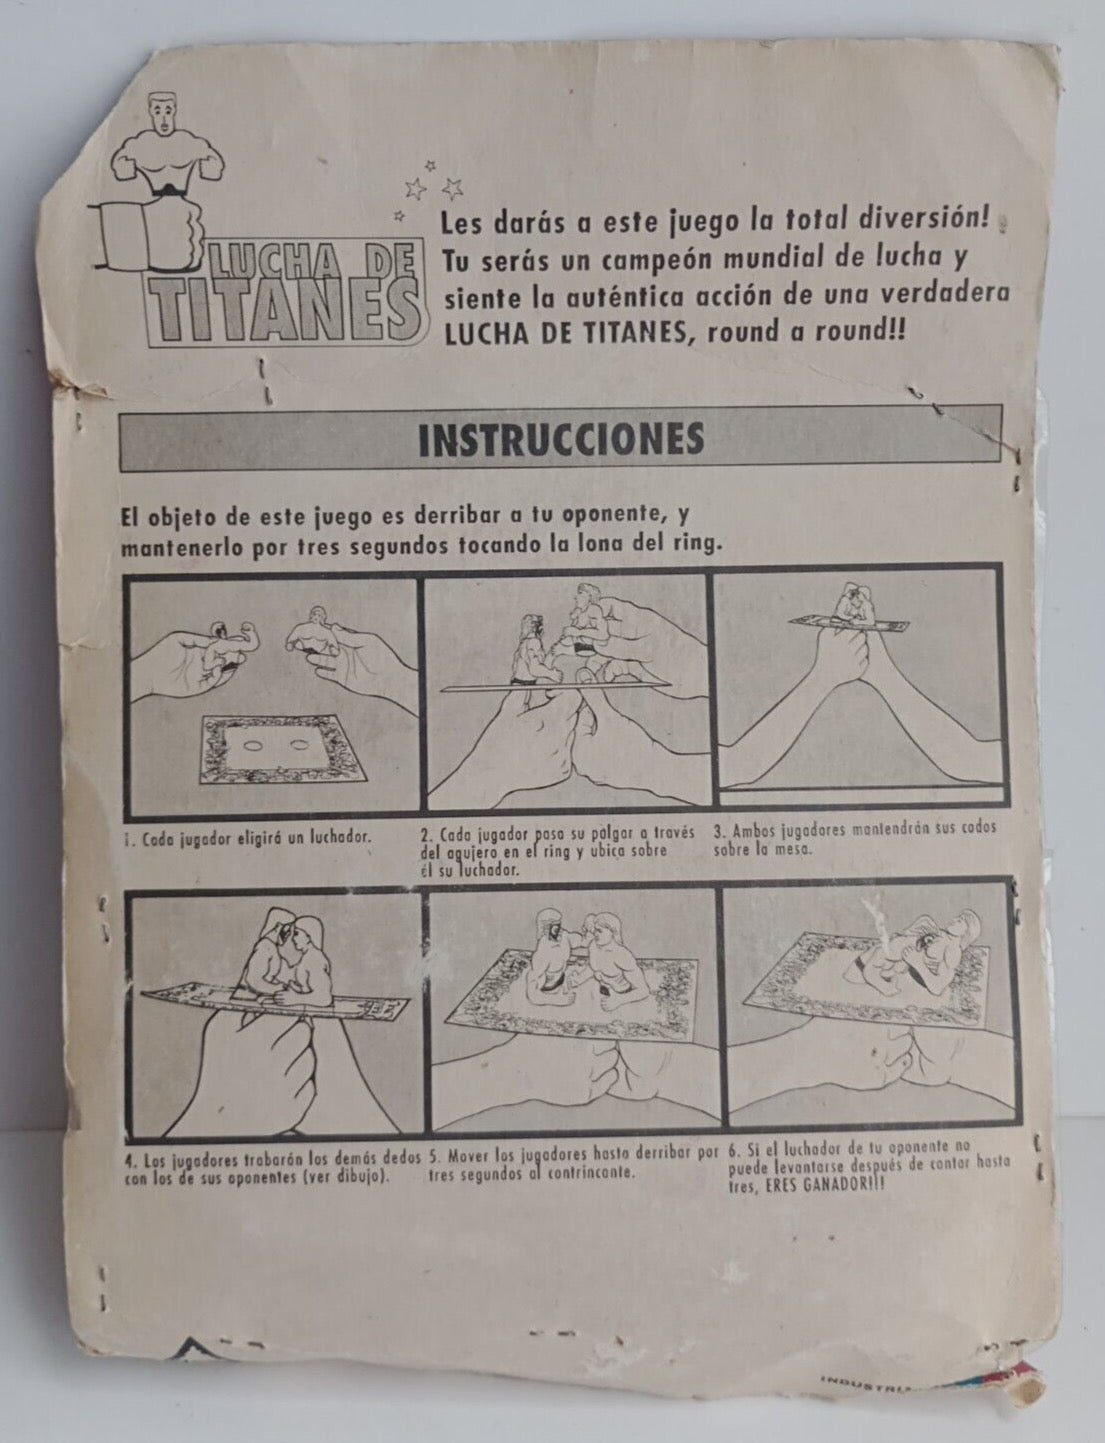 LUCHA DE
TITANES
Les darás a este juego la total diversión!
Tu serás un campeón mundial de lucha y
siente la auténtica acción de una verdadera
LUCHA DE TITANES, round a round!!
INSTRUCCIONES
El objeto de este juego es derribar a tu oponente, y
mantenerlo por tres segundos tocando la lona del ring.
1. Cada jugador eligirá un luchador.
2. Cada jugador pasa su pulgar a través
del agujero en el ring y ubica sobre
él su luchador.
3. Ambos jugadores mantendrán sus codos
sobre la mesa.
4. Los jugadores trabarán los demás dedos
con los de sus oponentes (ver dibujo).
5. Mover los jugadores hasta derribar por
tres segundos al contrincante.
6. Si el luchador de tu oponente no
puede levantarse después de contar hasta
tres, ERES GANADOR!!!